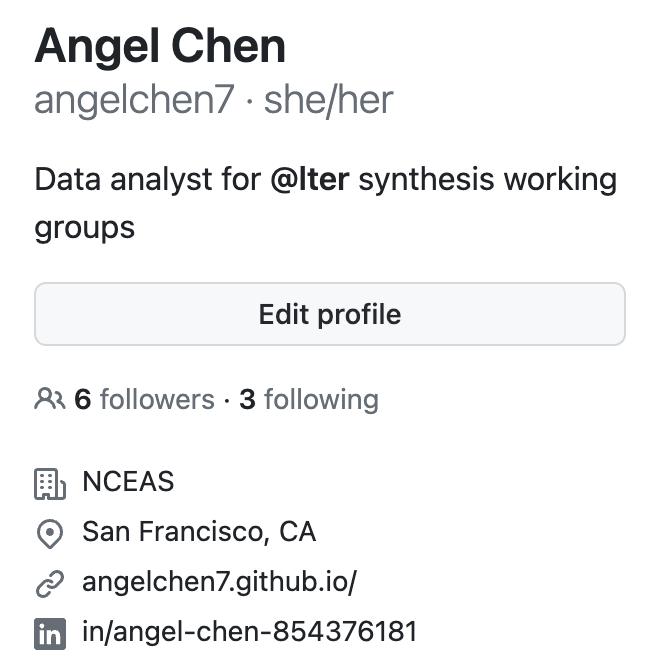 Angel Chen
angelchen7 · she/her
Data analyst for @lter synthesis working
groups
Edit profile
6 followers · 3 following
NCEAS
San Francisco, CA
angelchen7.github.io/
in in/angel-chen-854376181